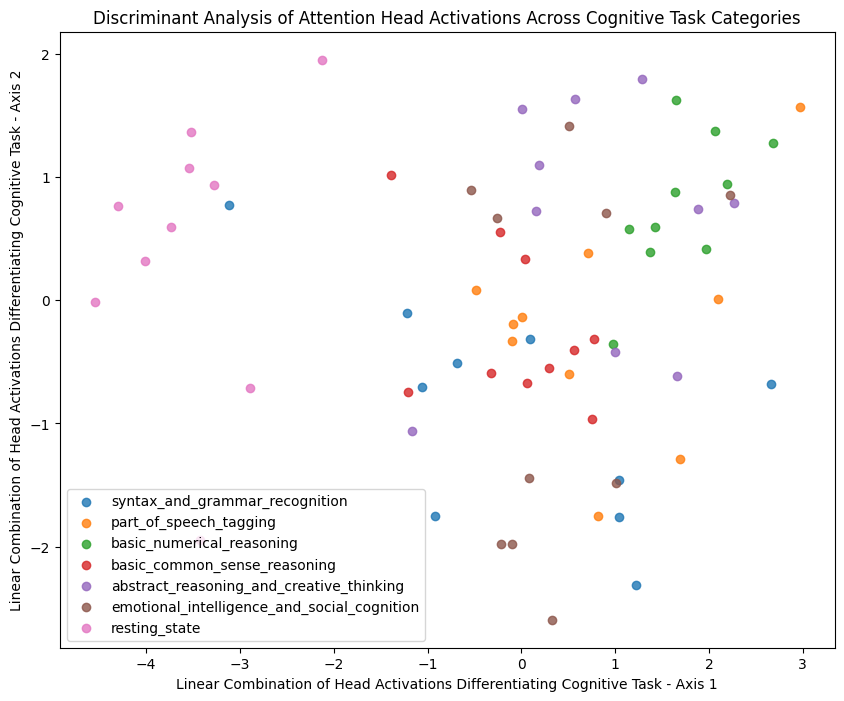 Discriminant Analysis of Attention Head Activations Across Cognitive Task Categories
Linear Combination of Head Activations Differentiating Cognitive Task - Axis 2
2
1
0
−1
−2
syntax_and_grammar_recognition
part_of_speech_tagging
basic_numerical_reasoning
basic_common_sense_reasoning
abstract_reasoning_and_creative_thinking
emotional_intelligence_and_social_cognition
resting_state
−4
−3
−2
−1
0
1
2
3
Linear Combination of Head Activations Differentiating Cognitive Task - Axis 1